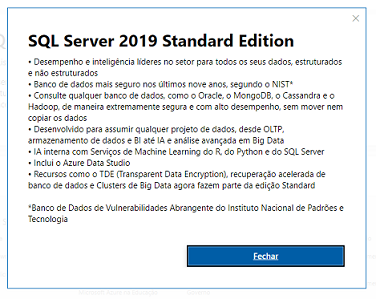 SQL Server 2019 Standard Edition
• Desempenho e inteligência líderes no setor para todos os seus dados, estruturados
e não estruturados
• Banco de dados mais seguro nos últimos nove anos, segundo o NIST*
• Consulte qualquer banco de dados, como o Oracle, o MongoDB, o Cassandra e o
Hadoop, de maneira extremamente segura e com alto desempenho, sem mover nem
copiar os dados
• Desenvolvido para assumir qualquer projeto de dados, desde OLTP,
armazenamento de dados e BI até IA e análise avançada em Big Data
• IA interna com Serviços de Machine Learning do R, do Python e do SQL Server
• Inclui o Azure Data Studio
• Recursos como o TDE (Transparent Data Encryption), recuperação acelerada de
banco de dados e Clusters de Big Data agora fazem parte da edição Standard
*Banco de Dados de Vulnerabilidades Abrangente do Instituto Nacional de Padrões e
Tecnologia
Fechar